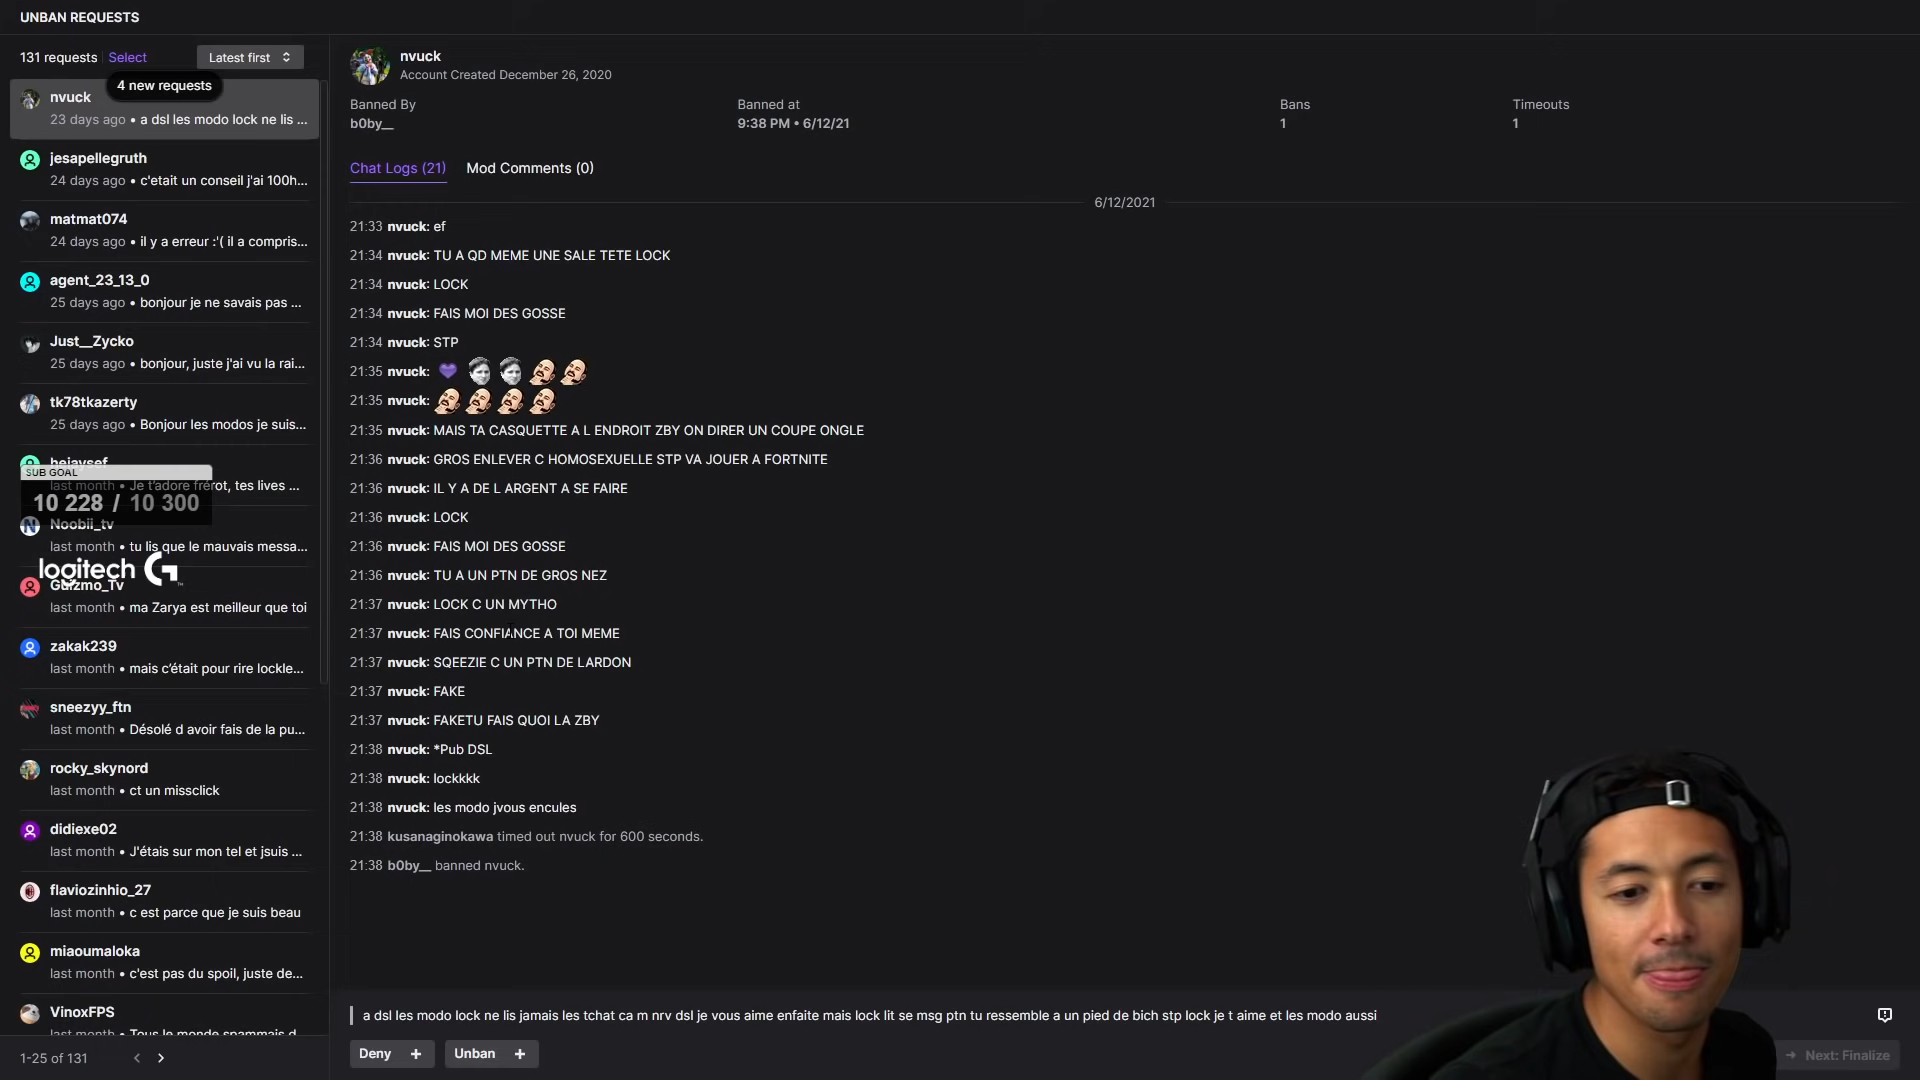 UNBAN REQUESTS
131 requests
Select
Latest first
4 new requests
nvuck
23 days ago • a dsl les modo lock ne lis ...
jesapellegruth
24 days ago • c'etait un conseil j'ai 100h...
matmat074
24 days ago • il y a erreur :'( il a compris...
agent_23_13_0
25 days ago • bonjour je ne savais pas ...
Just__Zycko
25 days ago • bonjour, juste j'ai vu la rai...
tk78tkazerty
25 days ago • Bonjour les modos je suis...
SUB GOAL
last month • Je t'adore frérot, tes lives ...
10 228 / 10 300
Noobii_tv
last month • tu lis que le mauvais messa...
logitech G
Guizmo_Tv
last month • ma Zarya est meilleur que toi
zakak239
last month • mais c'était pour rire lockle...
sneezyy_ftn
last month • Désolé d avoir fais de la pu...
rocky_skynord
last month • ct un missclick
didiexe02
last month • J'étais sur mon tel et jsuis ...
flaviozinhio_27
last month • c est parce que je suis beau
miaoumaloka
last month • c'est pas du spoil, juste de...
VinoxFPS
last month • Tous le monde spammais d
1-25 of 131
nvuck
Account Created December 26, 2020
Banned By
b0by__
Banned at
9:38 PM • 6/12/21
Bans
1
Timeouts
1
Chat Logs (21)
Mod Comments (0)
6/12/2021
21:33 nvuck: ef
21:34 nvuck: TU A QD MEME UNE SALE TETE LOCK
21:34 nvuck: LOCK
21:34 nvuck: FAIS MOI DES GOSSE
21:34 nvuck: STP
21:35 nvuck:
21:35 nvuck:
21:35 nvuck: MAIS TA CASQUETTE A L ENDROIT ZBY ON DIRER UN COUPE ONGLE
21:36 nvuck: GROS ENLEVER C HOMOSEXUELLE STP VA JOUER A FORTNITE
21:36 nvuck: IL Y A DE L ARGENT A SE FAIRE
21:36 nvuck: LOCK
21:36 nvuck: FAIS MOI DES GOSSE
21:36 nvuck: TU A UN PTN DE GROS NEZ
21:37 nvuck: LOCK C UN MYTHO
21:37 nvuck: FAIS CONFIANCE A TOI MEME
21:37 nvuck: SQEEZIE C UN PTN DE LARDON
21:37 nvuck: FAKE
21:37 nvuck: FAKETU FAIS QUOI LA ZBY
21:38 nvuck: *Pub DSL
21:38 nvuck: lockkkk
21:38 nvuck: les modo jvous encules
21:38 kusanaginokawa timed out nvuck for 600 seconds.
21:38 b0by__ banned nvuck.
a dsl les modo lock ne lis jamais les tchat ca m nrv dsl je vous aime enfaite mais lock lit se msg ptn tu ressemble a un pied de bich stp lock je t aime et les modo aussi
Deny +
Unban +
Next: Finalize